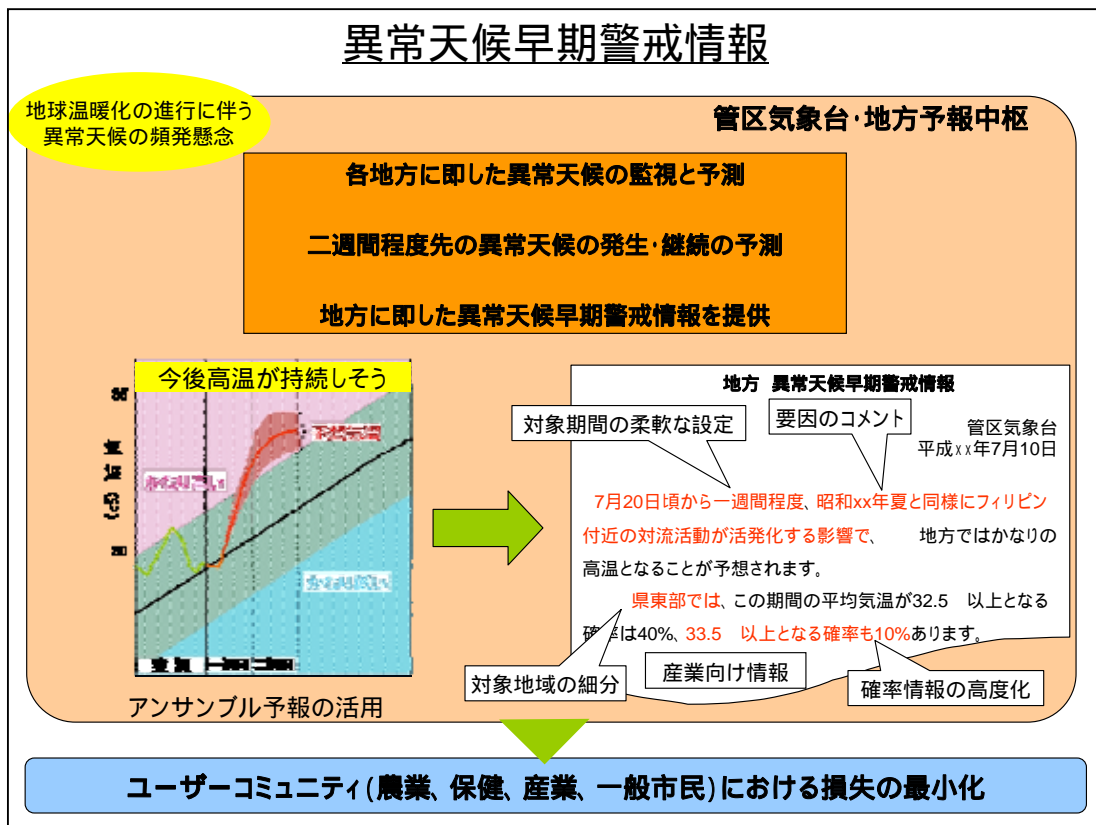 異常天候早期警戒情報
地球温暖化の進行に伴う
異常天候の頻発懸念
管区気象台・地方予報中枢
各地方に即した異常天候の監視と予測
二週間程度先の異常天候の発生・継続の予測
地方に即した異常天候早期警戒情報を提供
今後高温が持続しそう
気温(℃)
アンサンブル予報の活用
地方 異常天候早期警戒情報
対象期間の柔軟な設定
要因のコメント
管区気象台
平成xx年7月10日
7月20日頃から一週間程度、昭和xx年夏と同様にフィリピン
付近の対流活動が活発化する影響で、 地方ではかなりの
高温となることが予想されます。
県東部では、この期間の平均気温が32.5 以上となる
確率は40%、33.5 以上となる確率も10%あります。
対象地域の細分
産業向け情報
確率情報の高度化
ユーザーコミュニティ(農業、保健、産業、一般市民)における損失の最小化